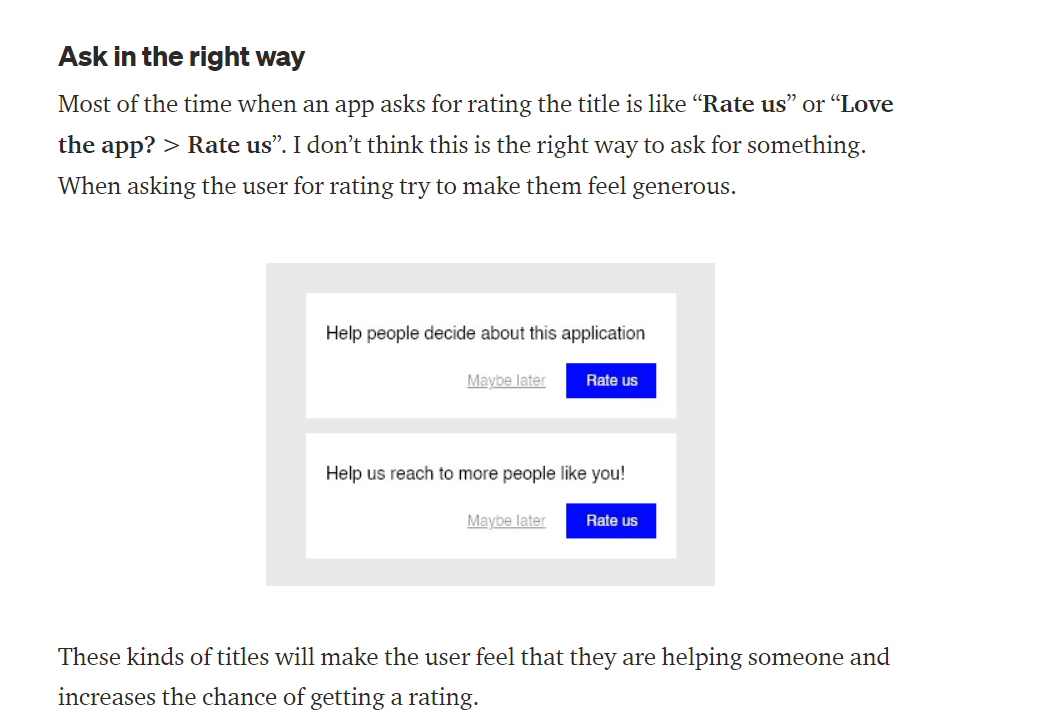 Ask in the right way
Most of the time when an app asks for rating the title is like “Rate us” or “Love
the app? > Rate us”. I don’t think this is the right way to ask for something.
When asking the user for rating try to make them feel generous.
Help people decide about this application
Maybe later Rate us
Help us reach to more people like you!
Maybe later Rate us
These kinds of titles will make the user feel that they are helping someone and
increases the chance of getting a rating.